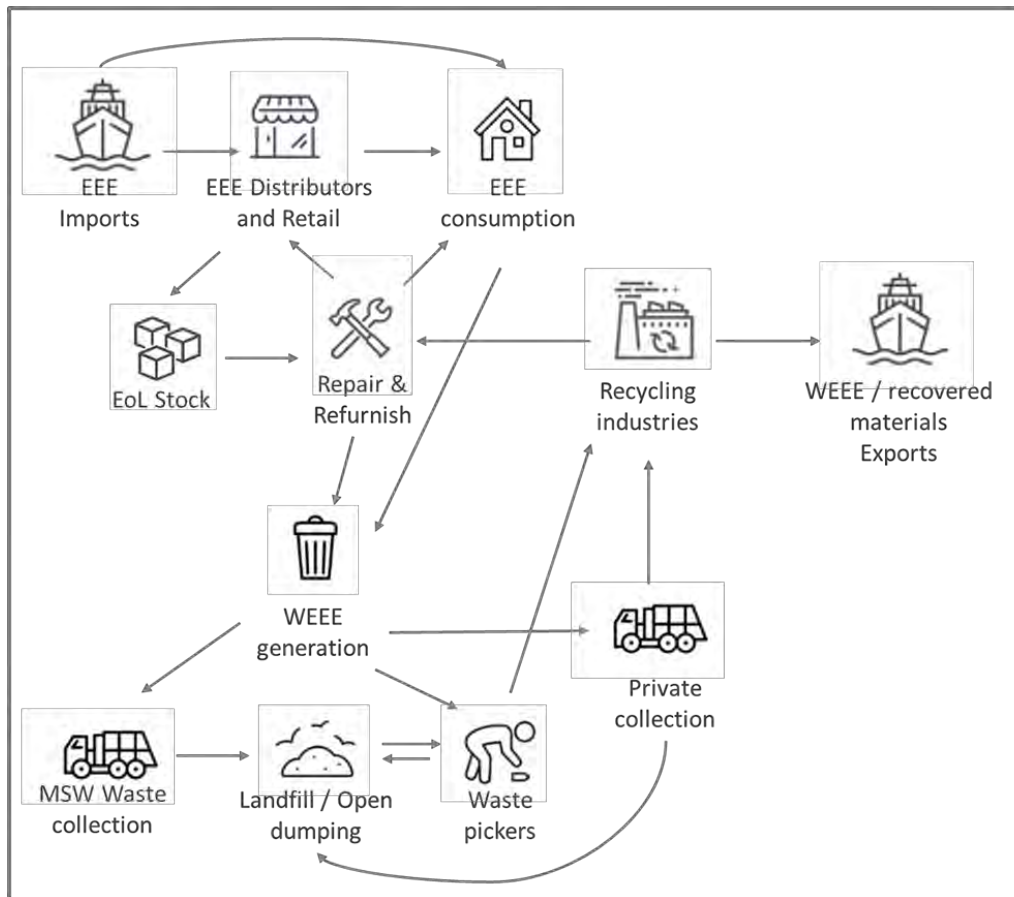 EEE
Imports
EEE Distributors
and Retail
EEE
consumption
EoL Stock
Repair &
Refurnish
Recycling
industries
WEEE / recovered
materials
Exports
WEEE
generation
Private
collection
MSW Waste
collection
Landfill / Open
dumping
Waste
pickers